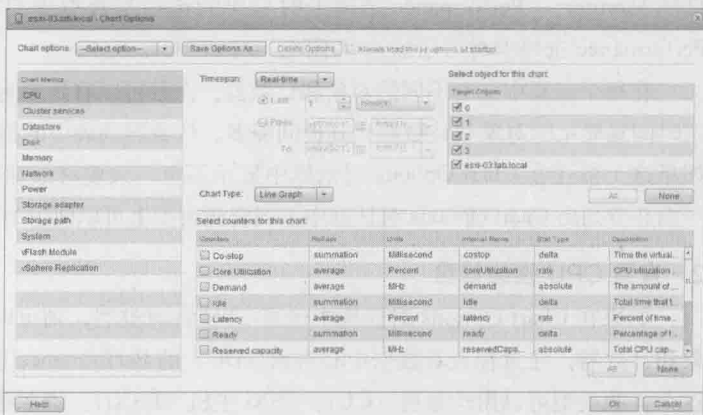 esxi-03.lab.local - Chart Options
Chart options: --Select option-- Save Options As... Delete Options Always load these options at startup
Chart Metrics
CPU
Cluster services
Datastore
Disk
Memory
Network
Power
Storage adapter
Storage path
System
vFlash Module
vSphere Replication
Timespan: Real-time
Last
From
To
Chart Type: Line Graph
Select object for this chart:
Target Objects
0
1
2
3
esxi-03.lab.local
All None
Select counters for this chart:
Counters Rollups Units Internal Name Stat Type Description
Co-stop summation Millisecond costop delta Time the virtual...
Core Utilization average Percent coreUtilization rate CPU utilization
Demand average MHz demand absolute The amount of ...
Idle summation Millisecond idle delta Total time that t...
Latency average Percent latency rate Percent of time...
Ready summation Millisecond ready delta Percentage of t...
Reserved capacity average MHz reservedCapa... absolute Total CPU cap...
All None
Help OK Cancel